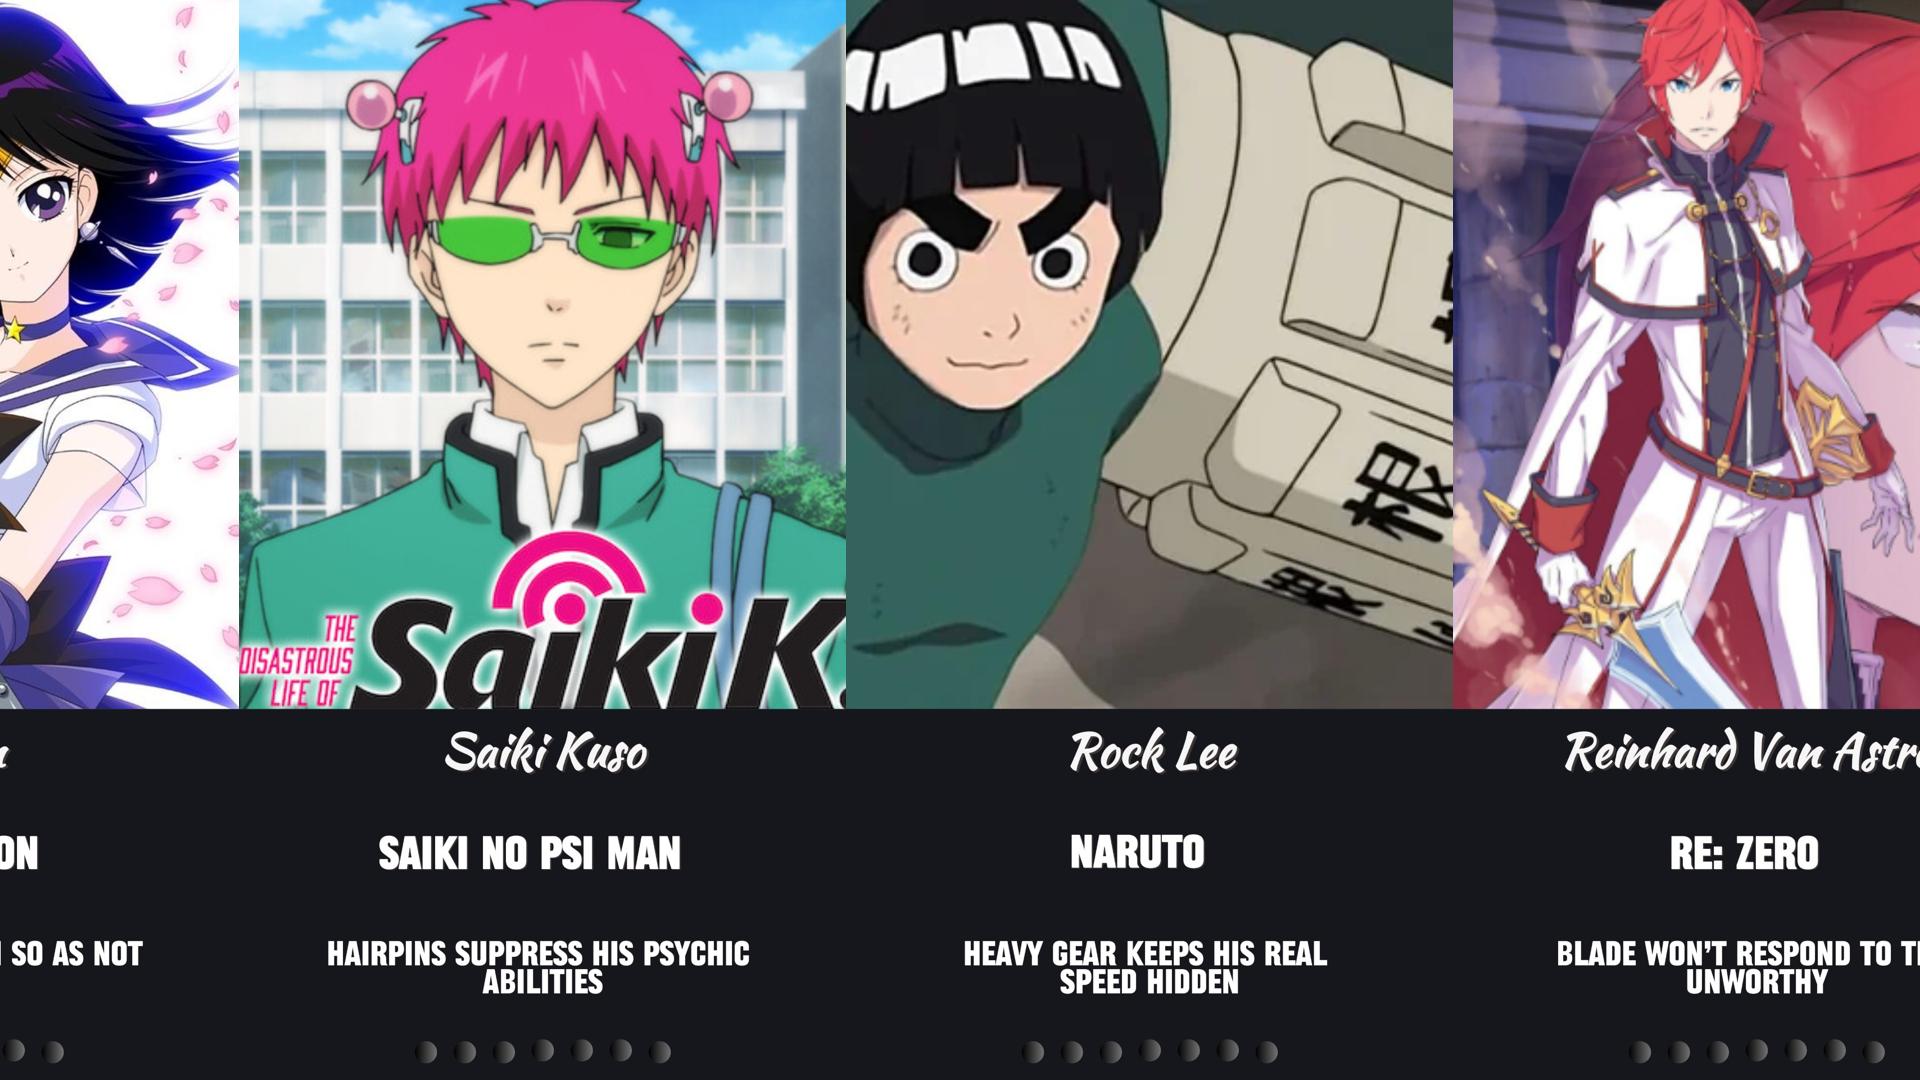 THE
DISASTROUS
LIFE OF
Saiki K.
根
Saiki Kuso
Rock Lee
Reinhard Van Astr
ON
SAIKI NO PSI MAN
NARUTO
RE: ZERO
SO AS NOT
HAIRPINS SUPPRESS HIS PSYCHIC
ABILITIES
HEAVY GEAR KEEPS HIS REAL
SPEED HIDDEN
BLADE WON'T RESPOND TO T
UNWORTHY